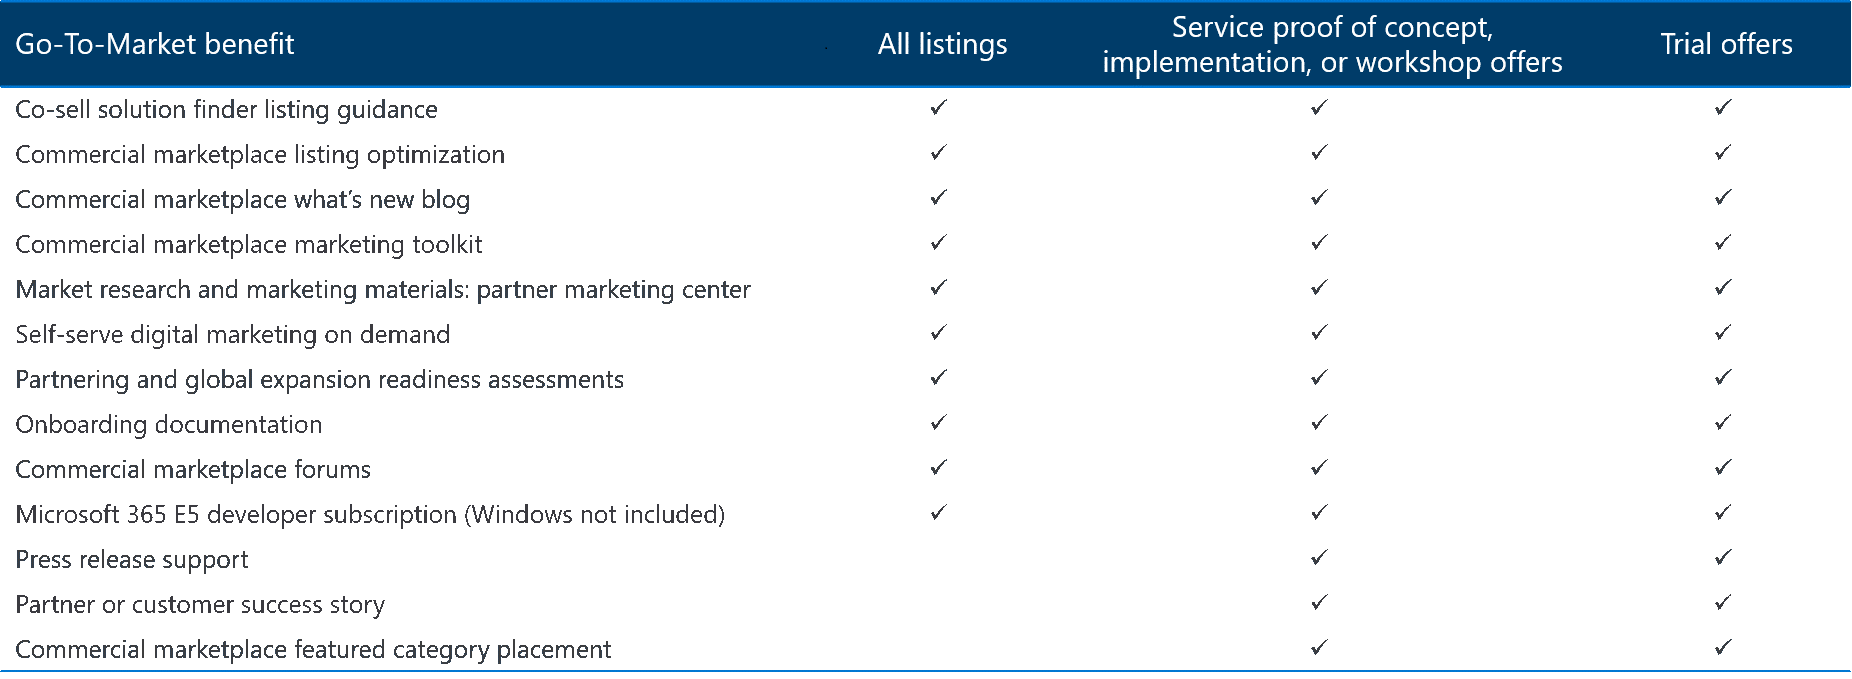 Go-To-Market benefit All listings Service proof of concept, implementation, or workshop offers Trial offers
Co-sell solution finder listing guidance ✓ ✓ ✓
Commercial marketplace listing optimization ✓ ✓ ✓
Commercial marketplace what's new blog ✓ ✓ ✓
Commercial marketplace marketing toolkit ✓ ✓ ✓
Market research and marketing materials: partner marketing center ✓ ✓ ✓
Self-serve digital marketing on demand ✓ ✓ ✓
Partnering and global expansion readiness assessments ✓ ✓ ✓
Onboarding documentation ✓ ✓ ✓
Commercial marketplace forums ✓ ✓ ✓
Microsoft 365 E5 developer subscription (Windows not included) ✓ ✓ ✓
Press release support ✓ ✓
Partner or customer success story ✓ ✓
Commercial marketplace featured category placement ✓ ✓